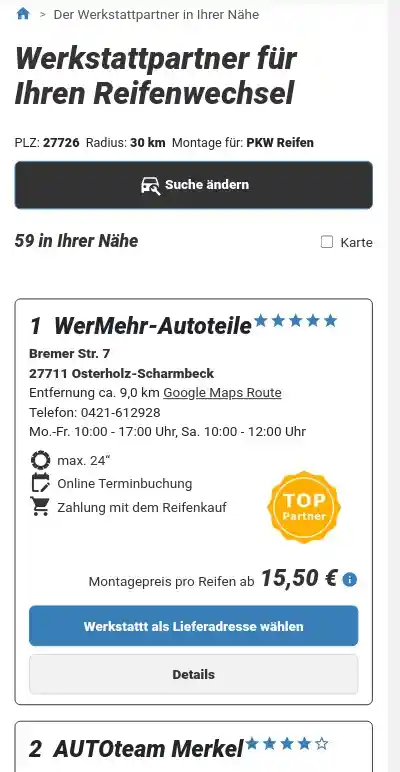 > Der Werkstattpartner in Ihrer Nähe
Werkstattpartner für
Ihren Reifenwechsel
PLZ: 27726 Radius: 30 km Montage für: PKW Reifen
Suche ändern
59 in Ihrer Nähe
Karte
1 WerMehr-Autoteile
Bremer Str. 7
27711 Osterholz-Scharmbeck
Entfernung ca. 9,0 km Google Maps Route
Telefon: 0421-612928
Mo.-Fr. 10:00 - 17:00 Uhr, Sa. 10:00 - 12:00 Uhr
max. 24“
Online Terminbuchung
Zahlung mit dem Reifenkauf
TOP
Partner
Montagepreis pro Reifen ab 15,50 €
Werkstattt als Lieferadresse wählen
Details
2 AUTOteam Merkel